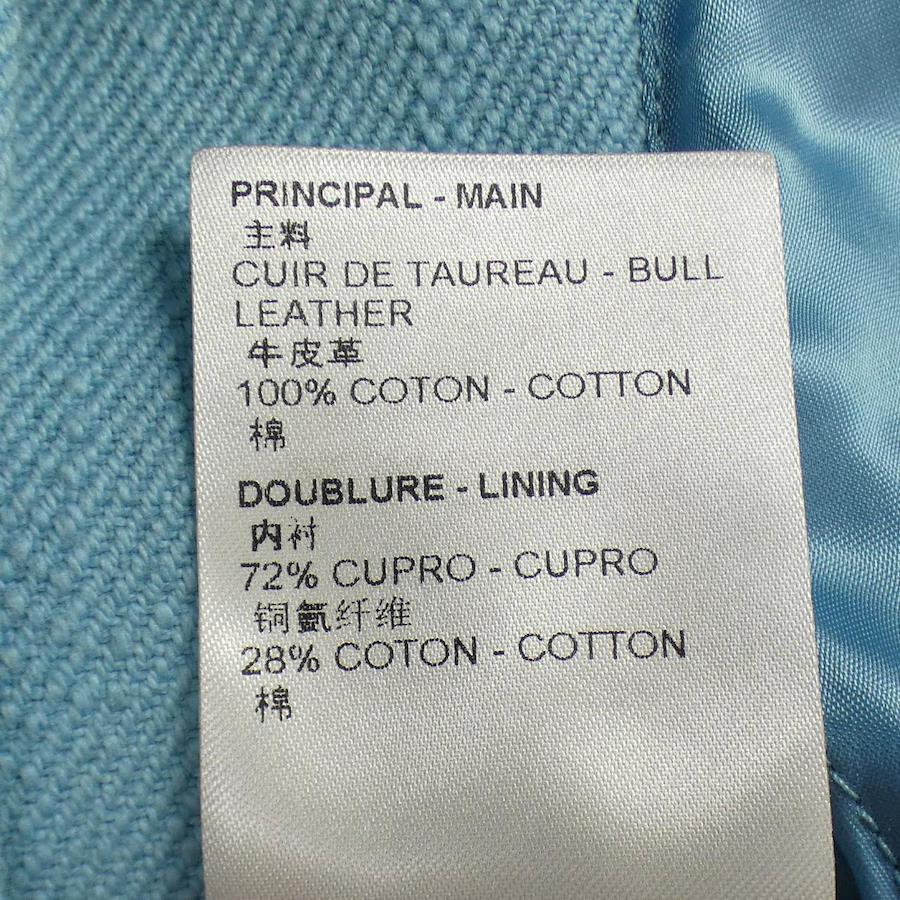 PRINCIPAL - MAIN
主料
CUIR DE TAUREAU - BULL
LEATHER
牛皮革
100% COTON - COTTON
棉
DOUBLURE - LINING
内衬
72% CUPRO - CUPRO
铜氨纤维
28% COTON - COTTON
棉